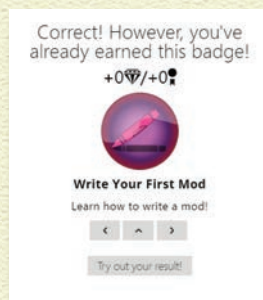 Correct! However, you've
already earned this badge!
+0/+0
Write Your First Mod
Learn how to write a mod!
Try out your result!